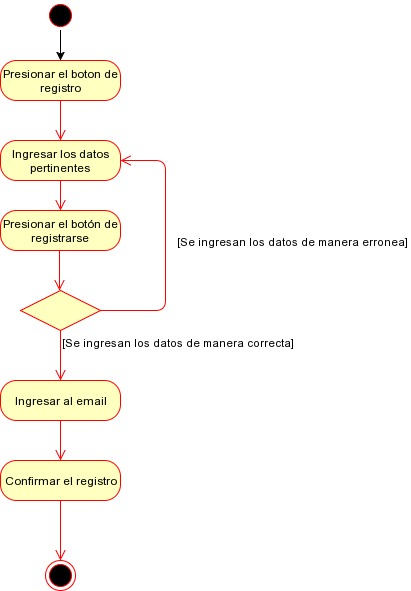 Presionar el boton de
registro
Ingresar los datos
pertinentes
Presionar el botón de
registrarse
[Se ingresan los datos de manera erronea]
[Se ingresan los datos de manera correcta]
Ingresar al email
Confirmar el registro